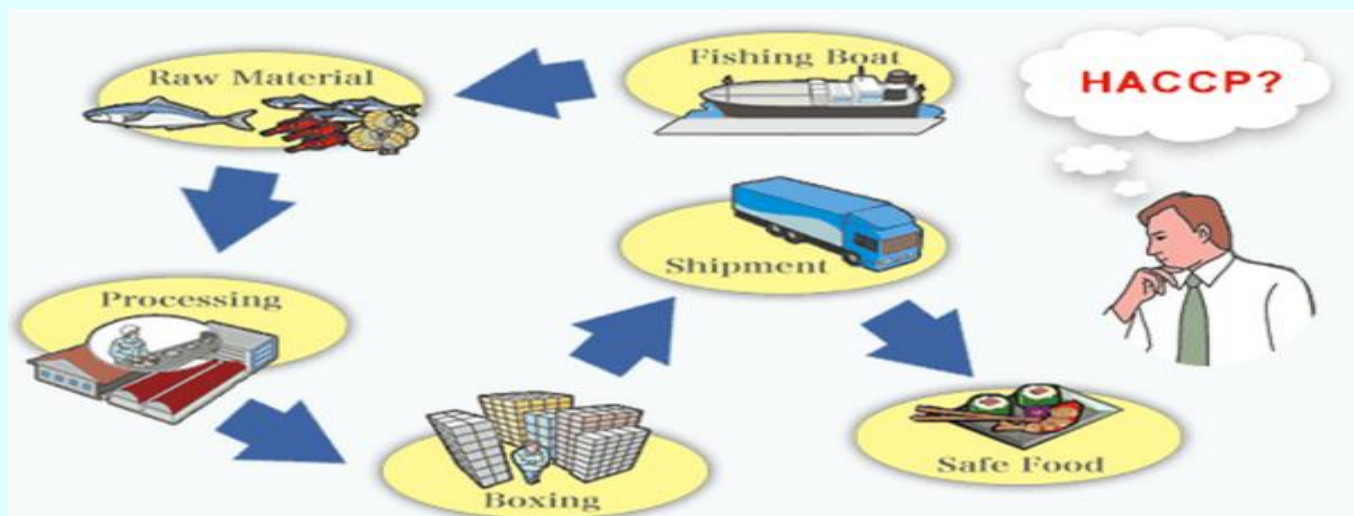 Fishing Boat
Raw Material
HACCP?
Shipment
Processing
Boxing
Safe Food